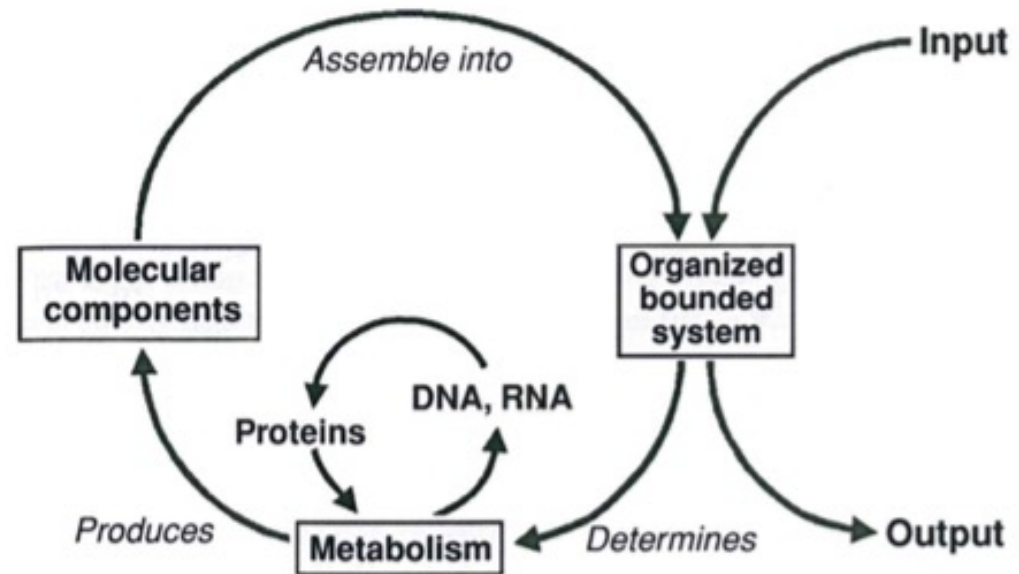 Assemble into
Input
Molecular
components
Organized
bounded
system
DNA, RNA
Proteins
Produces
Metabolism
Determines
Output